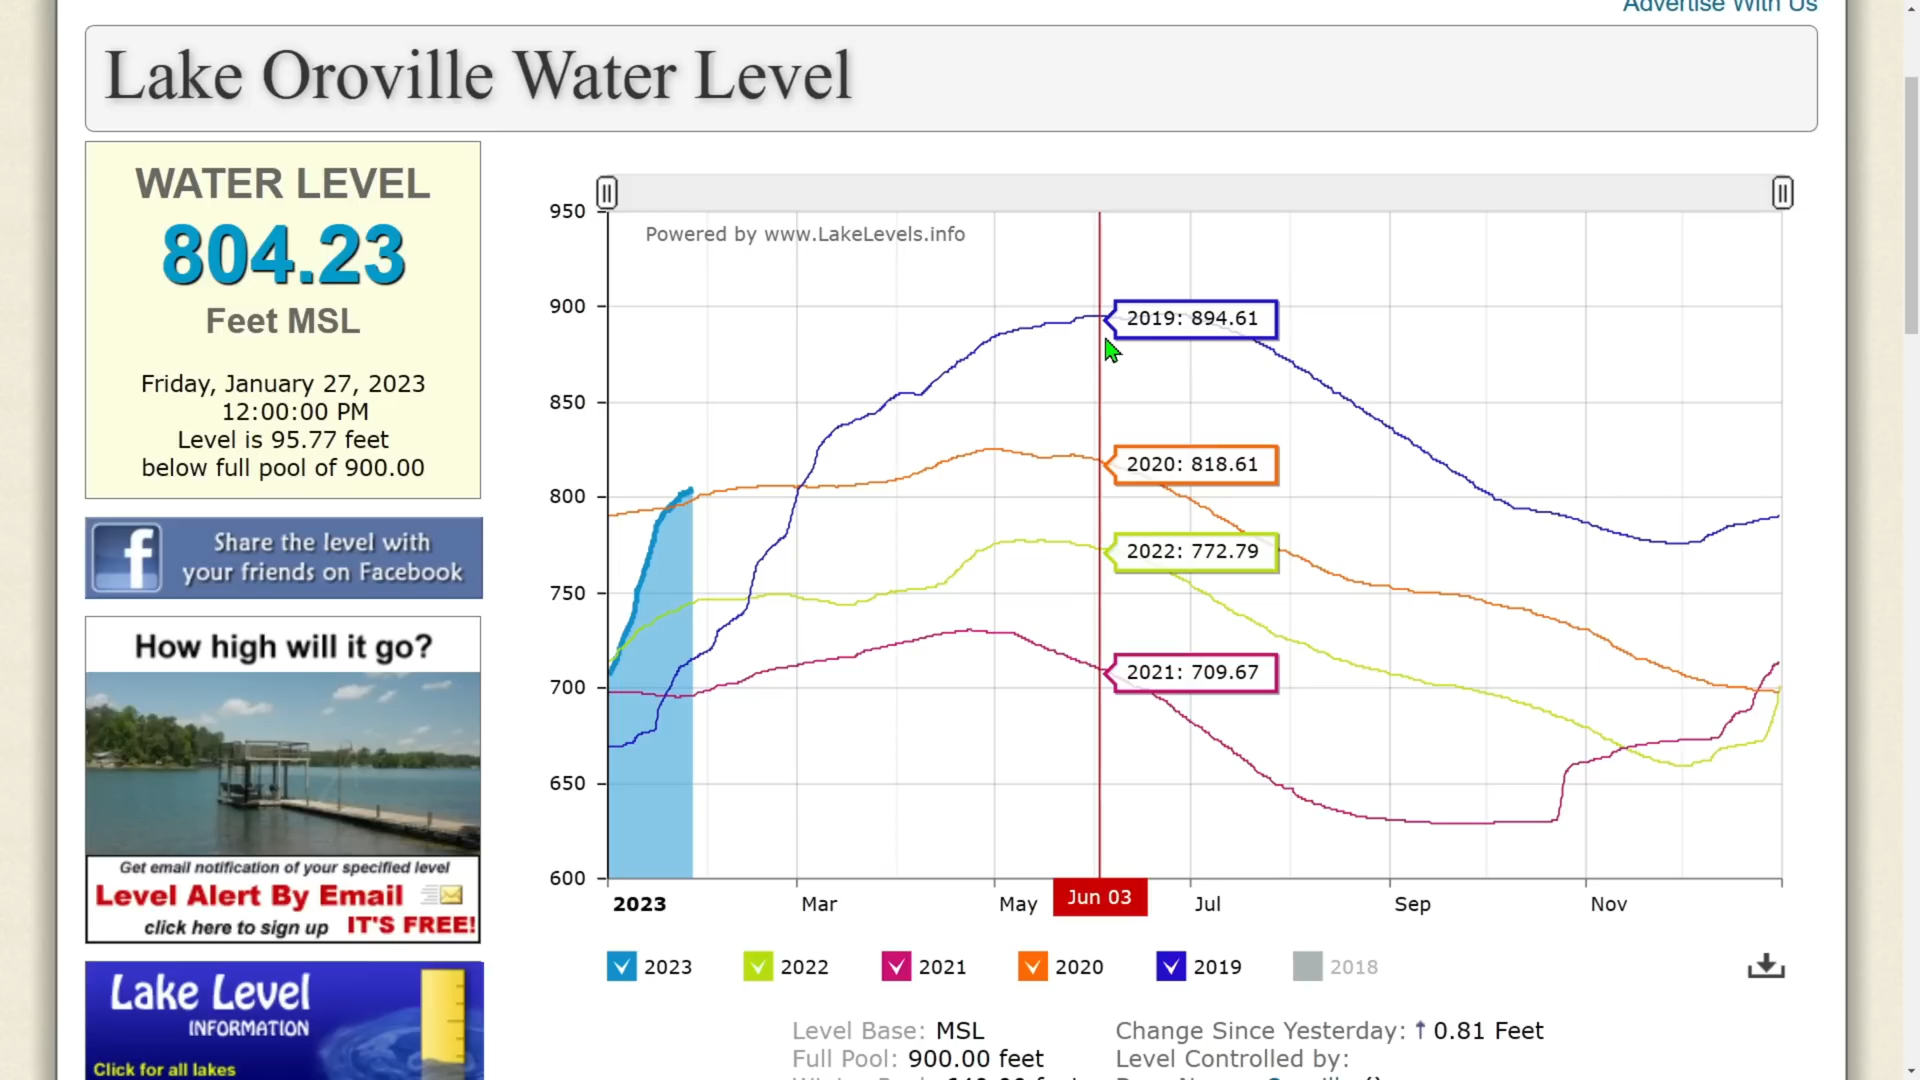 Advertise With Us
Lake Oroville Water Level
WATER LEVEL
804.23
Feet MSL
Friday, January 27, 2023
12:00:00 PM
Level is 95.77 feet
below full pool of 900.00
Share the level with
your friends on Facebook
How high will it go?
Get email notification of your specified level
Level Alert By Email
click here to sign up IT'S FREE!
Lake Level
INFORMATION
Click for all lakes
Powered by www.LakeLevels.info
950
900
850
800
750
700
650
600
2019: 894.61
2020: 818.61
2022: 772.79
2021: 709.67
2023 Mar May Jun 03 Jul Sep Nov
2023 2022 2021 2020 2019 2018
Level Base: MSL
Full Pool: 900.00 feet
Change Since Yesterday: ↑ 0.81 Feet
Level Controlled by: